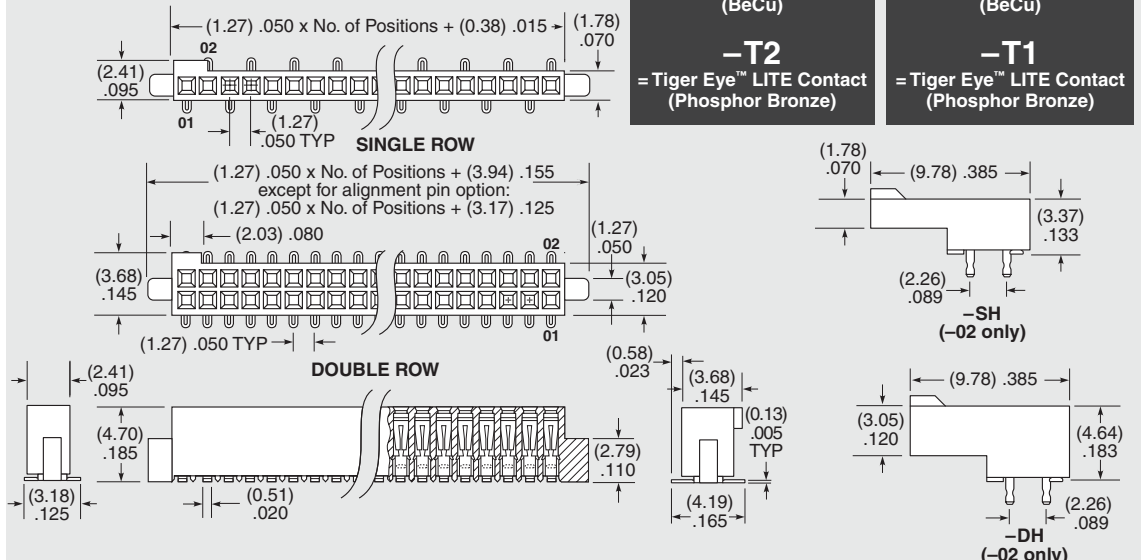 (1.27) .050 x No. of Positions + (0.38) .015
(1.78)
.070
02
(2.41)
.095
01
(1.27)
.050 TYP
SINGLE ROW
(BeCu)
–T2
= Tiger Eye™ LITE Contact
(Phosphor Bronze)
(BeCu)
–T1
= Tiger Eye™ LITE Contact
(Phosphor Bronze)
(1.27) .050 x No. of Positions + (3.94) .155
except for alignment pin option:
(1.27) .050 x No. of Positions + (3.17) .125
(2.03) .080
02
(1.27)
.050
(3.68)
.145
(3.05)
.120
01
(1.27) .050 TYP
DOUBLE ROW
(1.78)
.070
(9.78) .385
(3.37)
.133
(2.26)
.089
–SH
(–02 only)
(2.41)
.095
(4.70)
.185
(3.18)
.125
(0.51)
.020
(2.79)
.110
(0.58)
.023
(3.68)
.145
(0.13)
.005
TYP
(4.19)
.165
(9.78) .385
(3.05)
.120
(4.64)
.183
(2.26)
.089
–DH
(–02 only)